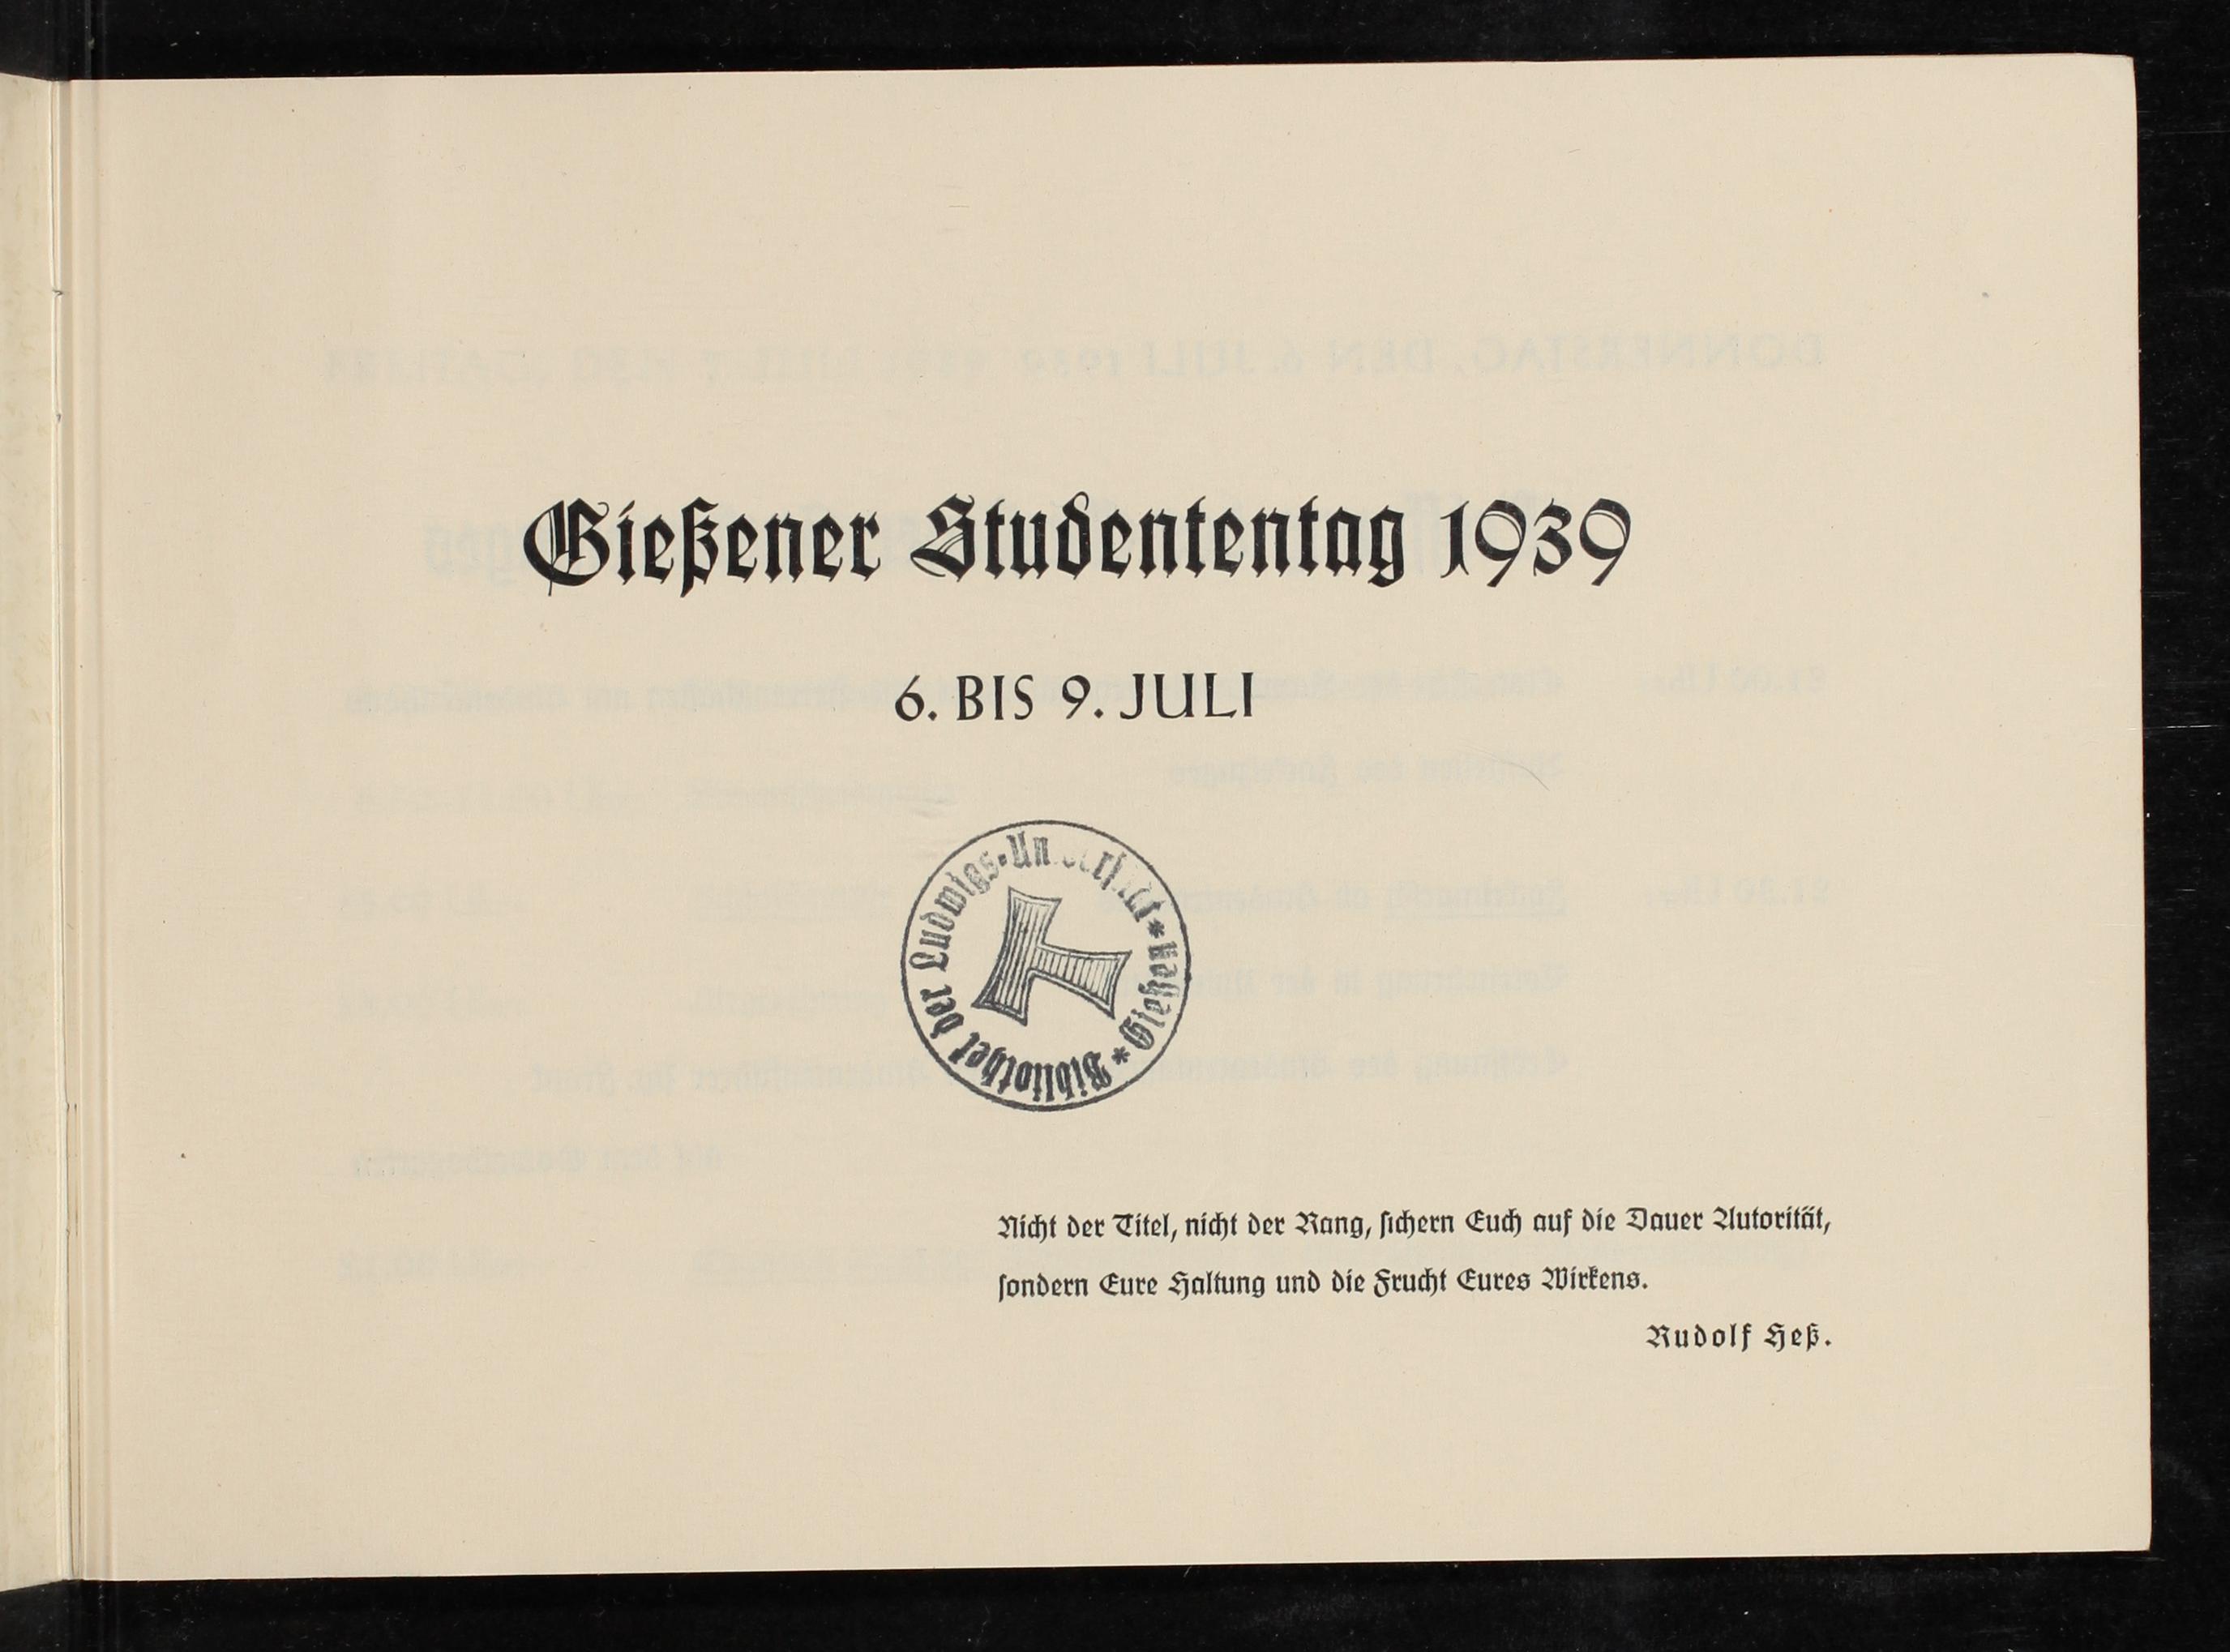 Gießener Studententag 1939
6. BIS 9. JULI
Bibliothek der Ludwigs-Universität * Gießen *
Nicht der Titel, nicht der Rang, sichern Euch auf die Dauer Autorität,
sondern Eure Haltung und die Frucht Eures Wirkens.
Rudolf Heß.